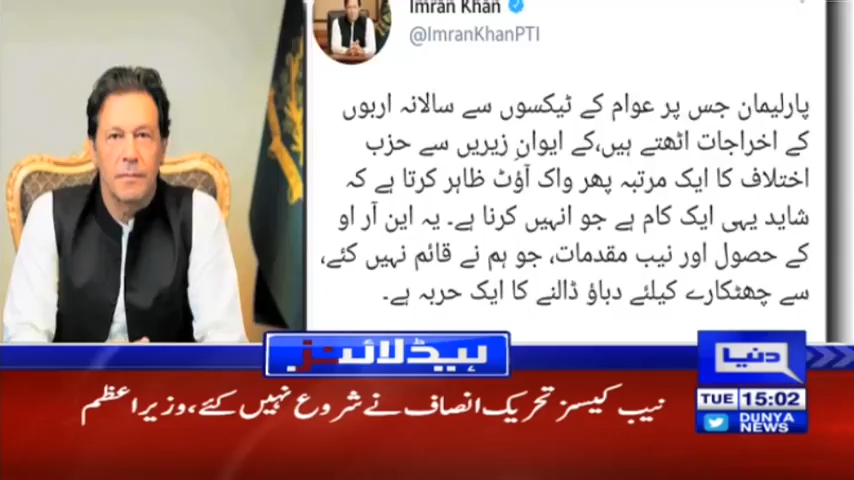 Imran Khan
@ImranKhanPTI
پارلیمان جس پر عوام کے ٹیکسوں سے سالانہ اربوں
کے اخراجات اٹھتے ہیں،کے ایوانِ زیریں سے حزب
اختلاف کا ایک مرتبہ پھر واک آؤٹ ظاہر کرتا ہے کہ
شاید یہی ایک کام ہے جو انہیں کرنا ہے۔ یہ این آر او
کے حصول اور نیب مقدمات، جو ہم نے قائم نہیں کئے،
سے چھٹکارے کیلئے دباؤ ڈالنے کا ایک حربہ ہے۔
ہیڈلائنز
دنیا
نیب کیسز تحریک انصاف نے شروع نہیں کئے، وزیراعظم
TUE 15:02
DUNYA
NEWS